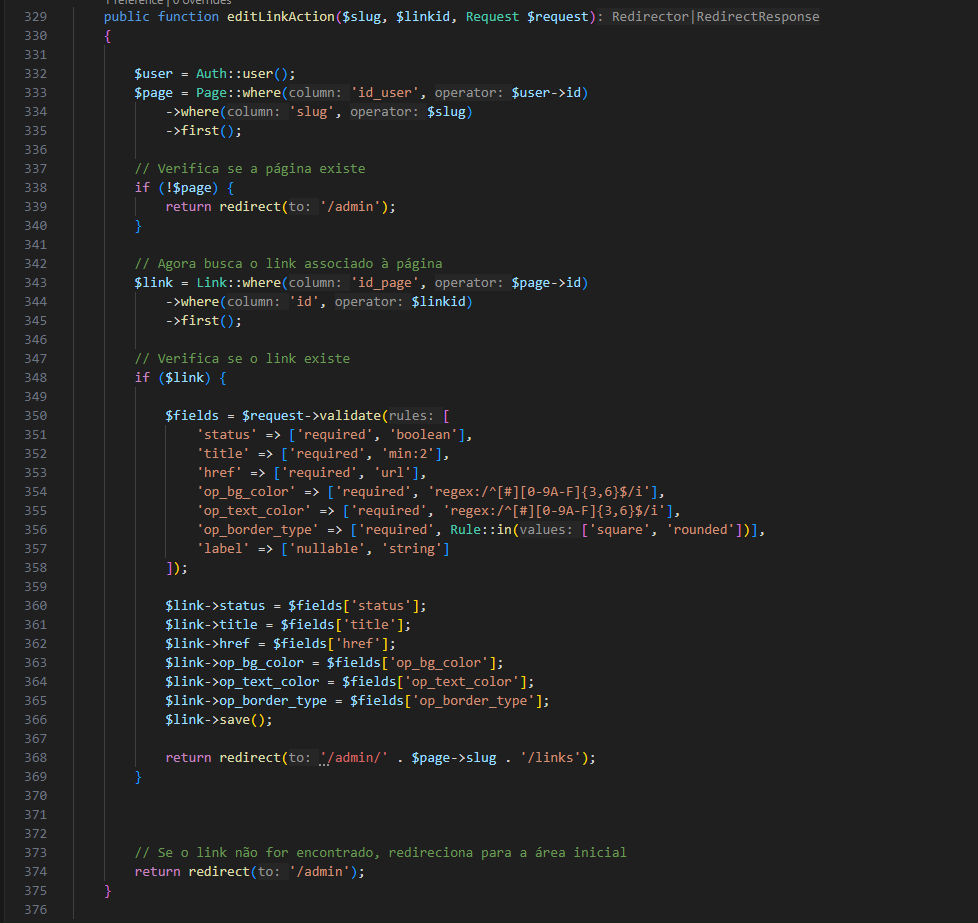 1 reference | 0 overrides
329 public function editLinkAction($slug, $linkid, Request $request): Redirector|RedirectResponse
330 {
331
332 $user = Auth::user();
333 $page = Page::where(column: 'id_user', operator: $user->id)
334 ->where(column: 'slug', operator: $slug)
335 ->first();
336
337 // Verifica se a página existe
338 if (!$page) {
339 return redirect(to: '/admin');
340 }
341
342 // Agora busca o link associado à página
343 $link = Link::where(column: 'id_page', operator: $page->id)
344 ->where(column: 'id', operator: $linkid)
345 ->first();
346
347 // Verifica se o link existe
348 if ($link) {
349
350 $fields = $request->validate(rules: [
351 'status' => ['required', 'boolean'],
352 'title' => ['required', 'min:2'],
353 'href' => ['required', 'url'],
354 'op_bg_color' => ['required', 'regex:/^[#][0-9A-F]{3,6}$/i'],
355 'op_text_color' => ['required', 'regex:/^[#][0-9A-F]{3,6}$/i'],
356 'op_border_type' => ['required', Rule::in(values: ['square', 'rounded'])],
357 'label' => ['nullable', 'string']
358 ]);
359
360 $link->status = $fields['status'];
361 $link->title = $fields['title'];
362 $link->href = $fields['href'];
363 $link->op_bg_color = $fields['op_bg_color'];
364 $link->op_text_color = $fields['op_text_color'];
365 $link->op_border_type = $fields['op_border_type'];
366 $link->save();
367
368 return redirect(to: '/admin/' . $page->slug . '/links');
369 }
370
371
372
373 // Se o link não for encontrado, redireciona para a área inicial
374 return redirect(to: '/admin');
375 }
376